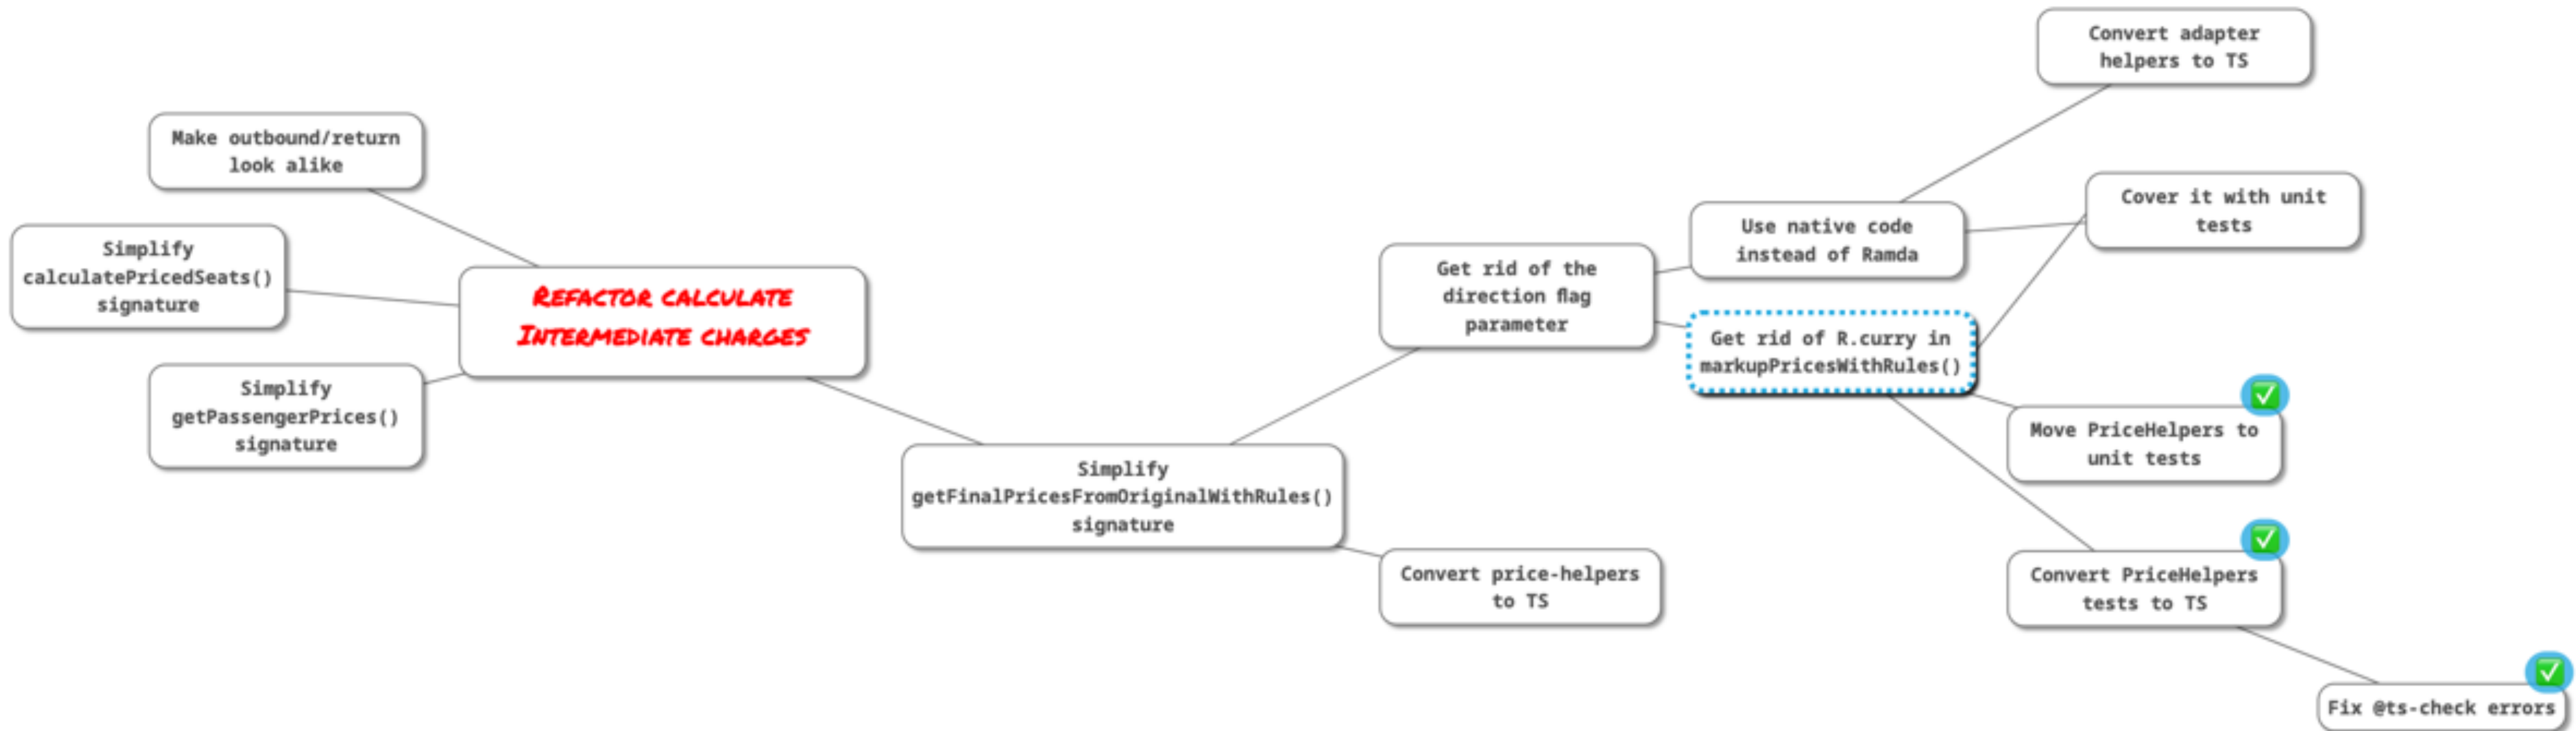 Convert adapter
helpers to TS
Make outbound/return
look alike
Cover it with unit
tests
Use native code
instead of Ramda
Simplify
calculatePricedSeats()
signature
Get rid of the
direction flag
parameter
REFACTOR CALCULATE
INTERMEDIATE CHARGES
Get rid of R.curry in
markupPricesWithRules()
Simplify
getPassengerPrices()
signature
Move PriceHelpers to
unit tests
Simplify
getFinalPricesFromOriginalWithRules()
signature
Convert price-helpers
to TS
Convert PriceHelpers
tests to TS
Fix @ts-check errors